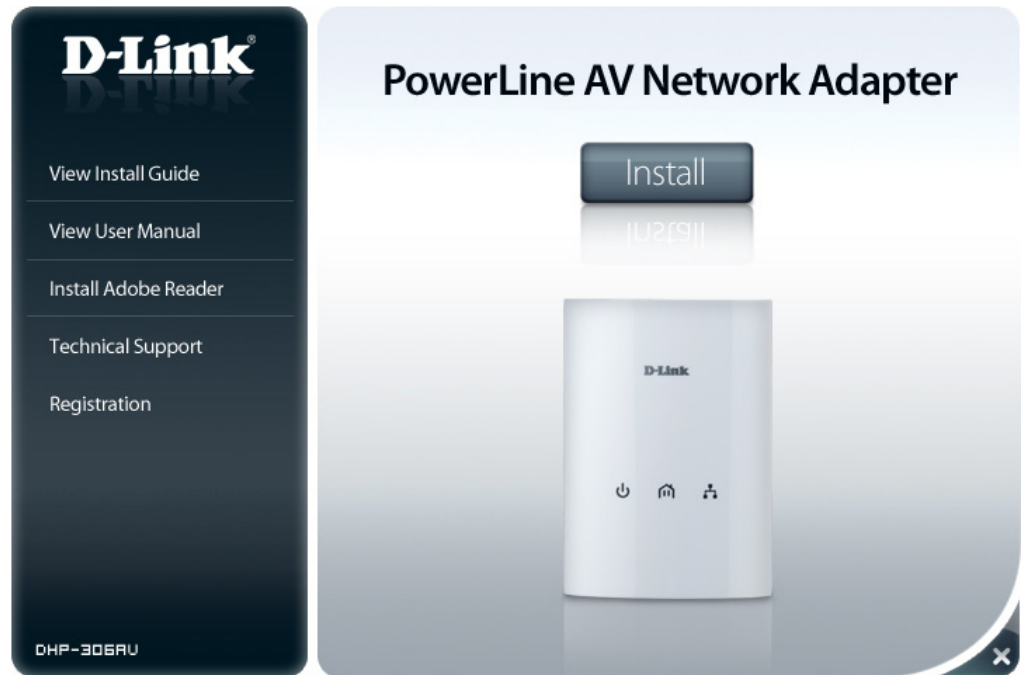 D-Link®
View Install Guide
View User Manual
Install Adobe Reader
Technical Support
Registration
DHP-306AV
PowerLine AV Network Adapter
Install
D-Link